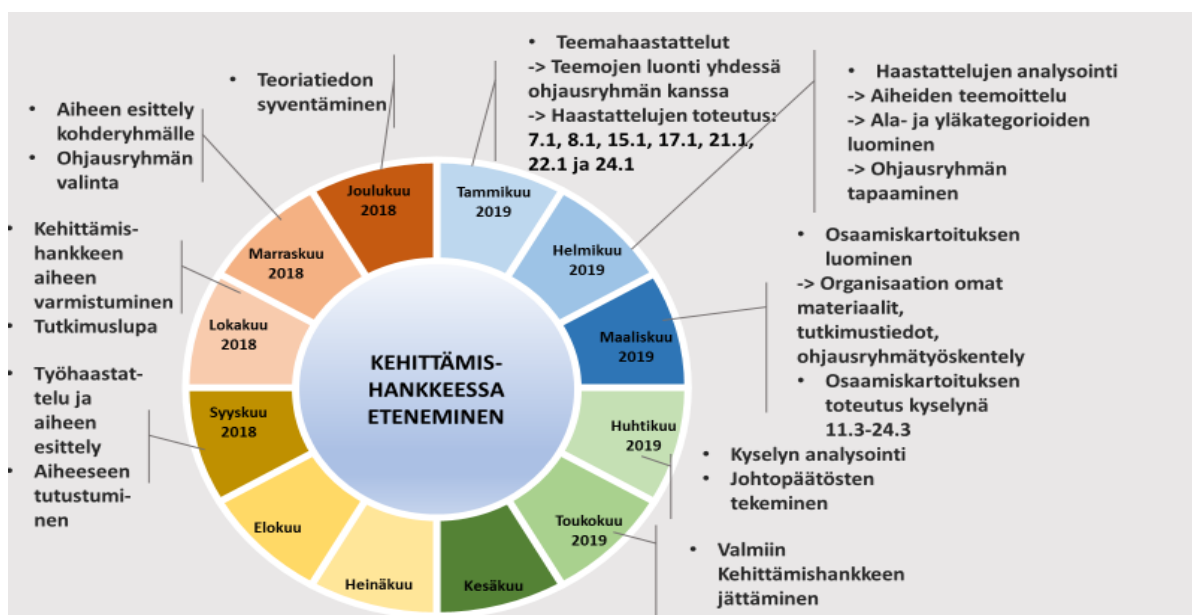 • Työhaastat-
telu ja
aiheen
esittely
• Aiheeseen
tutustumi-
nen
• Kehittämis-
hankkeen
aiheen
varmistuminen
• Tutkimuslupa
• Aiheen esittely
kohderyhmälle
• Ohjausryhmän
valinta
• Teoriatiedon
syventäminen
• Teemahaastattelut
-> Teemojen luonti yhdessä
ohjausryhmän kanssa
-> Haastattelujen toteutus:
7.1, 8.1, 15.1, 17.1, 21.1,
22.1 ja 24.1
• Haastattelujen analysointi
-> Aiheiden teemoittelu
-> Ala- ja yläkategorioiden
luominen
-> Ohjausryhmän
tapaaminen
• Osaamiskartoituksen
luominen
-> Organisaation omat
materiaalit,
tutkimustiedot,
ohjausryhmätyöskentely
• Osaamiskartoituksen
toteutus kyselynä
11.3-24.3
• Kyselyn analysointi
• Johtopäätösten
tekeminen
• Valmiin
Kehittämishankkeen
jättäminen
KEHITTÄMIS-
HANKKEESSA
ETENEMINEN
Tammikuu
2019
Helmikuu
2019
Maaliskuu
2019
Huhtikuu
2019
Toukokuu
2019
Kesäkuu
Heinäkuu
Elokuu
Syyskuu
2018
Lokakuu
2018
Marraskuu
2018
Joulukuu
2018